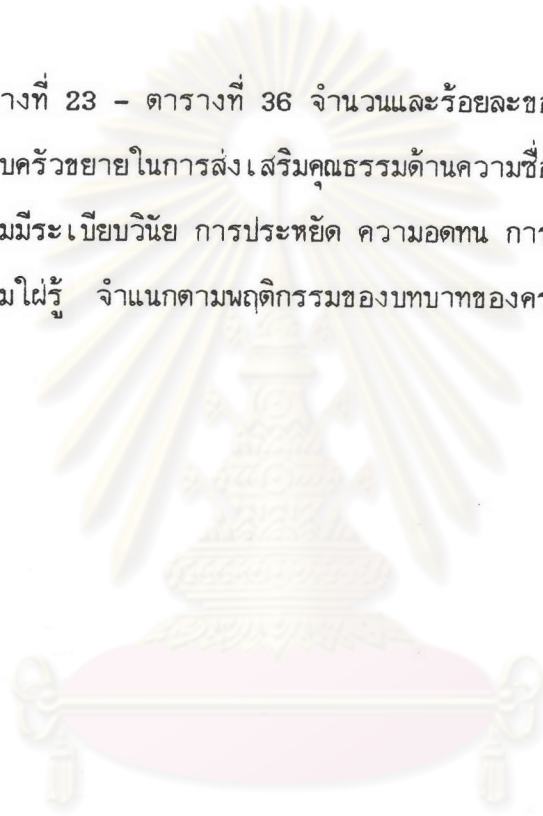 างที่ 23 - ตารางที่ 36 จำนวนและร้อยละขอ
บครัวขยายในการส่งเสริมคุณธรรมด้านความซื่อ
มมีระเบียบวินัย การประหยัด ความอดทน การ
มใฝ่รู้ จำแนกตามพฤติกรรมของบทบาทของคร